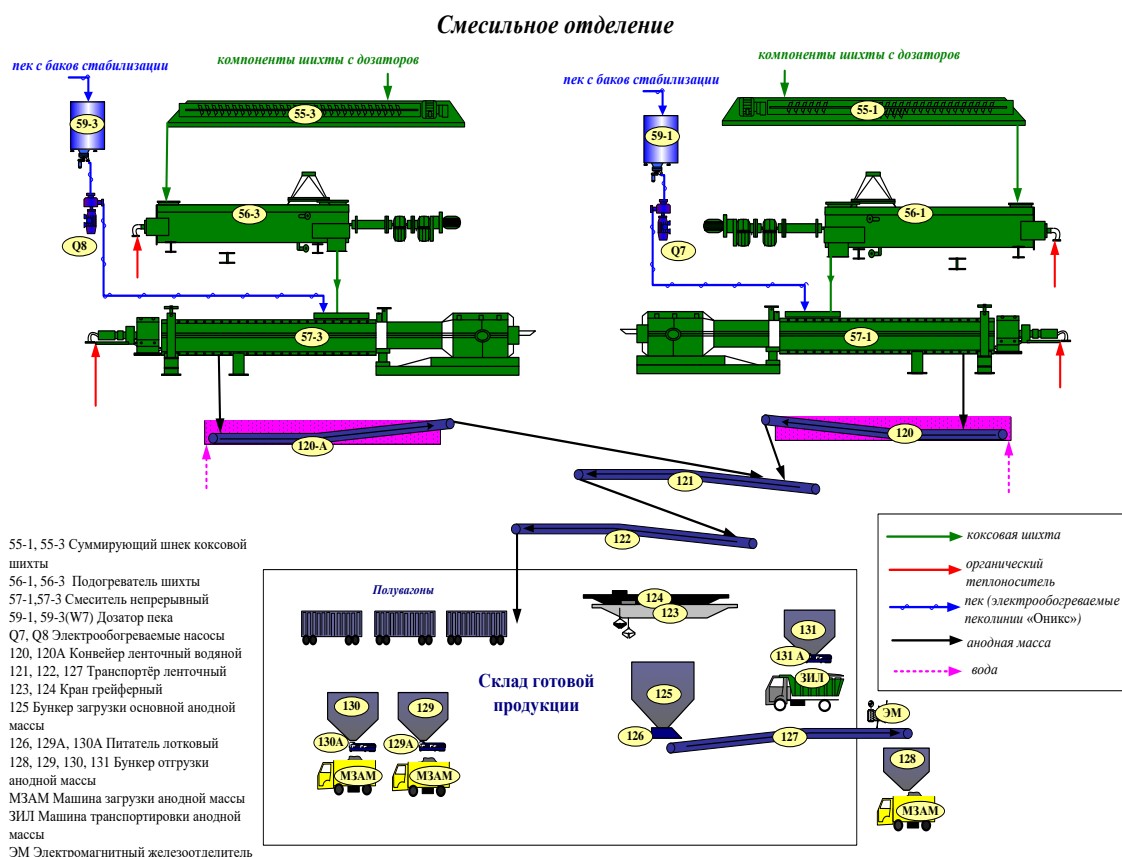 Смесильное отделение
пек с баков стабилизации
компоненты шихты с дозаторов
пек с баков стабилизации
компоненты шихты с дозаторов
59-3
55-3
59-1
55-1
56-3
56-1
Q8
Q7
57-3
57-1
120-А
120
121
122
55-1, 55-3 Суммирующий шнек коксовой
шихты
56-1, 56-3 Подогреватель шихты
57-1,57-3 Смеситель непрерывный
59-1, 59-3(W7) Дозатор пека
Q7, Q8 Электрообогреваемые насосы
120, 120А Конвейер ленточный водяной
121, 122, 127 Транспортёр ленточный
123, 124 Кран грейферный
125 Бункер загрузки основной анодной
массы
126, 129А, 130А Питатель лотковый
128, 129, 130, 131 Бункер отгрузки
анодной массы
МЗАМ Машина загрузки анодной массы
ЗИЛ Машина транспортировки анодной
массы
ЭМ Электромагнитный железоотделитель
Полувагоны
124
123
131
131 А
ЗИЛ
Склад готовой
продукции
125
126
127
ЭМ
130
129
130А
129А
МЗАМ
МЗАМ
128
МЗАМ
коксовая шихта
органический
теплоноситель
пек (электрообогреваемые
пеколинии «Оникс»)
анодная масса
вода